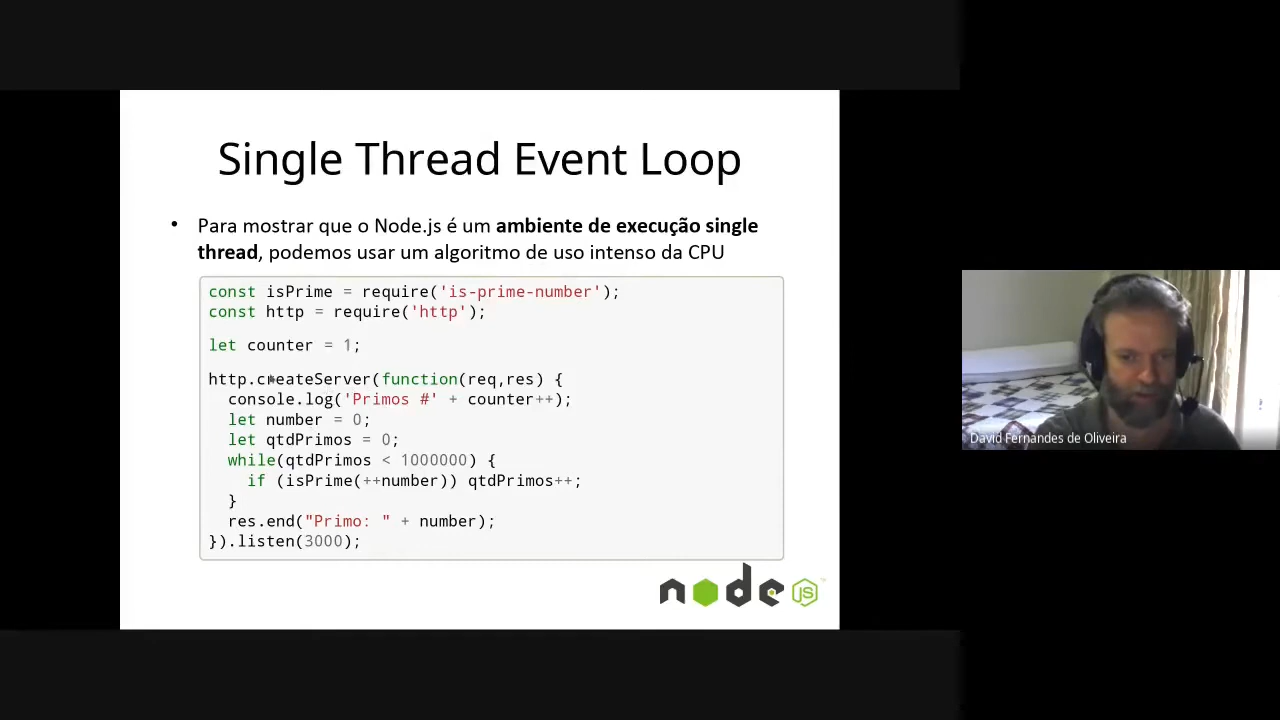 Single Thread Event Loop
• Para mostrar que o Node.js é um ambiente de execução single
thread, podemos usar um algoritmo de uso intenso da CPU
const isPrime = require('is-prime-number');
const http = require('http');
let counter = 1;
http.createServer(function(req,res) {
console.log('Primos #' + counter++);
let number = 0;
let qtdPrimos = 0;
while(qtdPrimos < 1000000) {
if (isPrime(++number)) qtdPrimos++;
}
res.end("Primo: " + number);
}).listen(3000);
node JS
David Fernandes de Oliveira